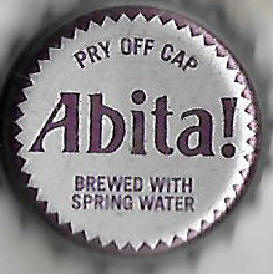 PRY OFF CAP
Abita!
BREWED WITH
SPRING WATER